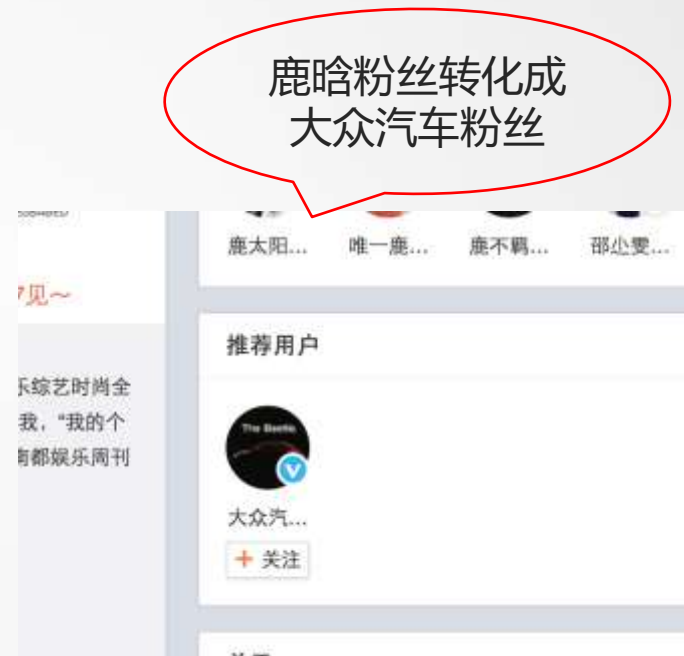 鹿晗粉丝转化成
大众汽车粉丝
鹿太阳...
唯一鹿...
鹿不羁...
邵小雯...
见～
推荐用户
乐综艺时尚全
我，“我的个
南都娱乐周刊
The Beetle
大众汽...
+ 关注